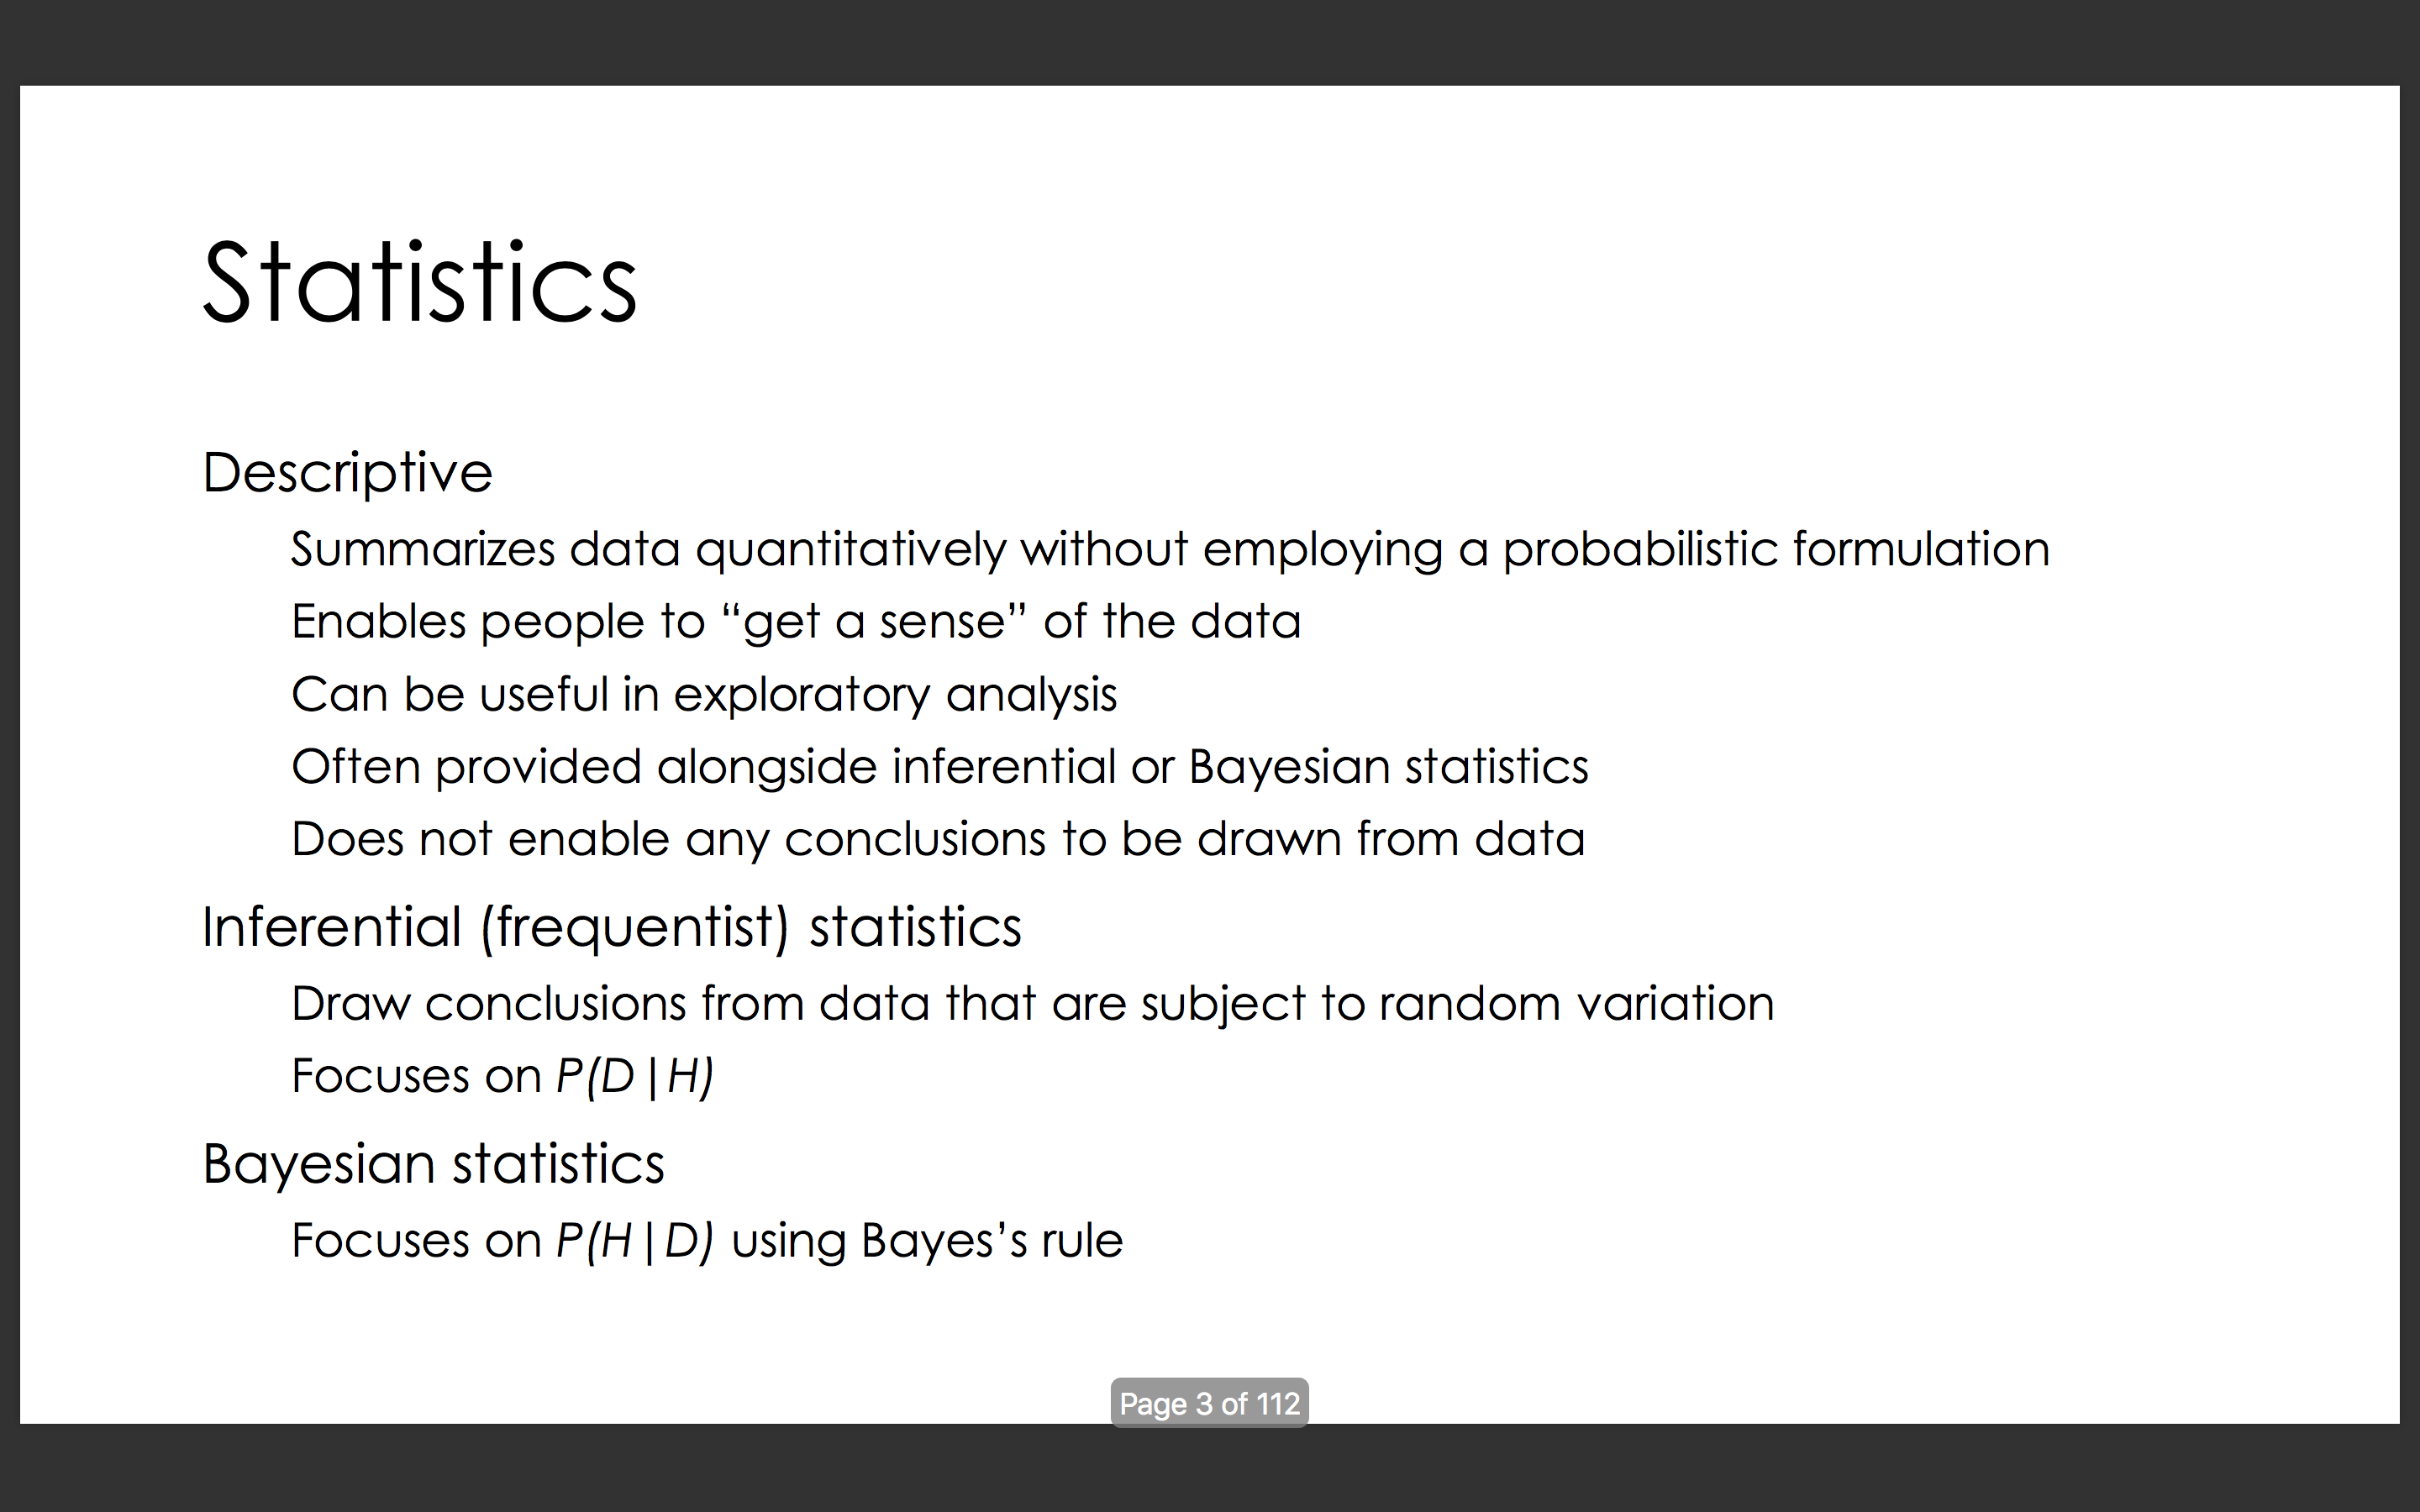 Statistics
Descriptive
Summarizes data quantitatively without employing a probabilistic formulation
Enables people to “get a sense” of the data
Can be useful in exploratory analysis
Often provided alongside inferential or Bayesian statistics
Does not enable any conclusions to be drawn from data
Inferential (frequentist) statistics
Draw conclusions from data that are subject to random variation
Focuses on P(D|H)
Bayesian statistics
Focuses on P(H|D) using Bayes’s rule
Page 3 of 112